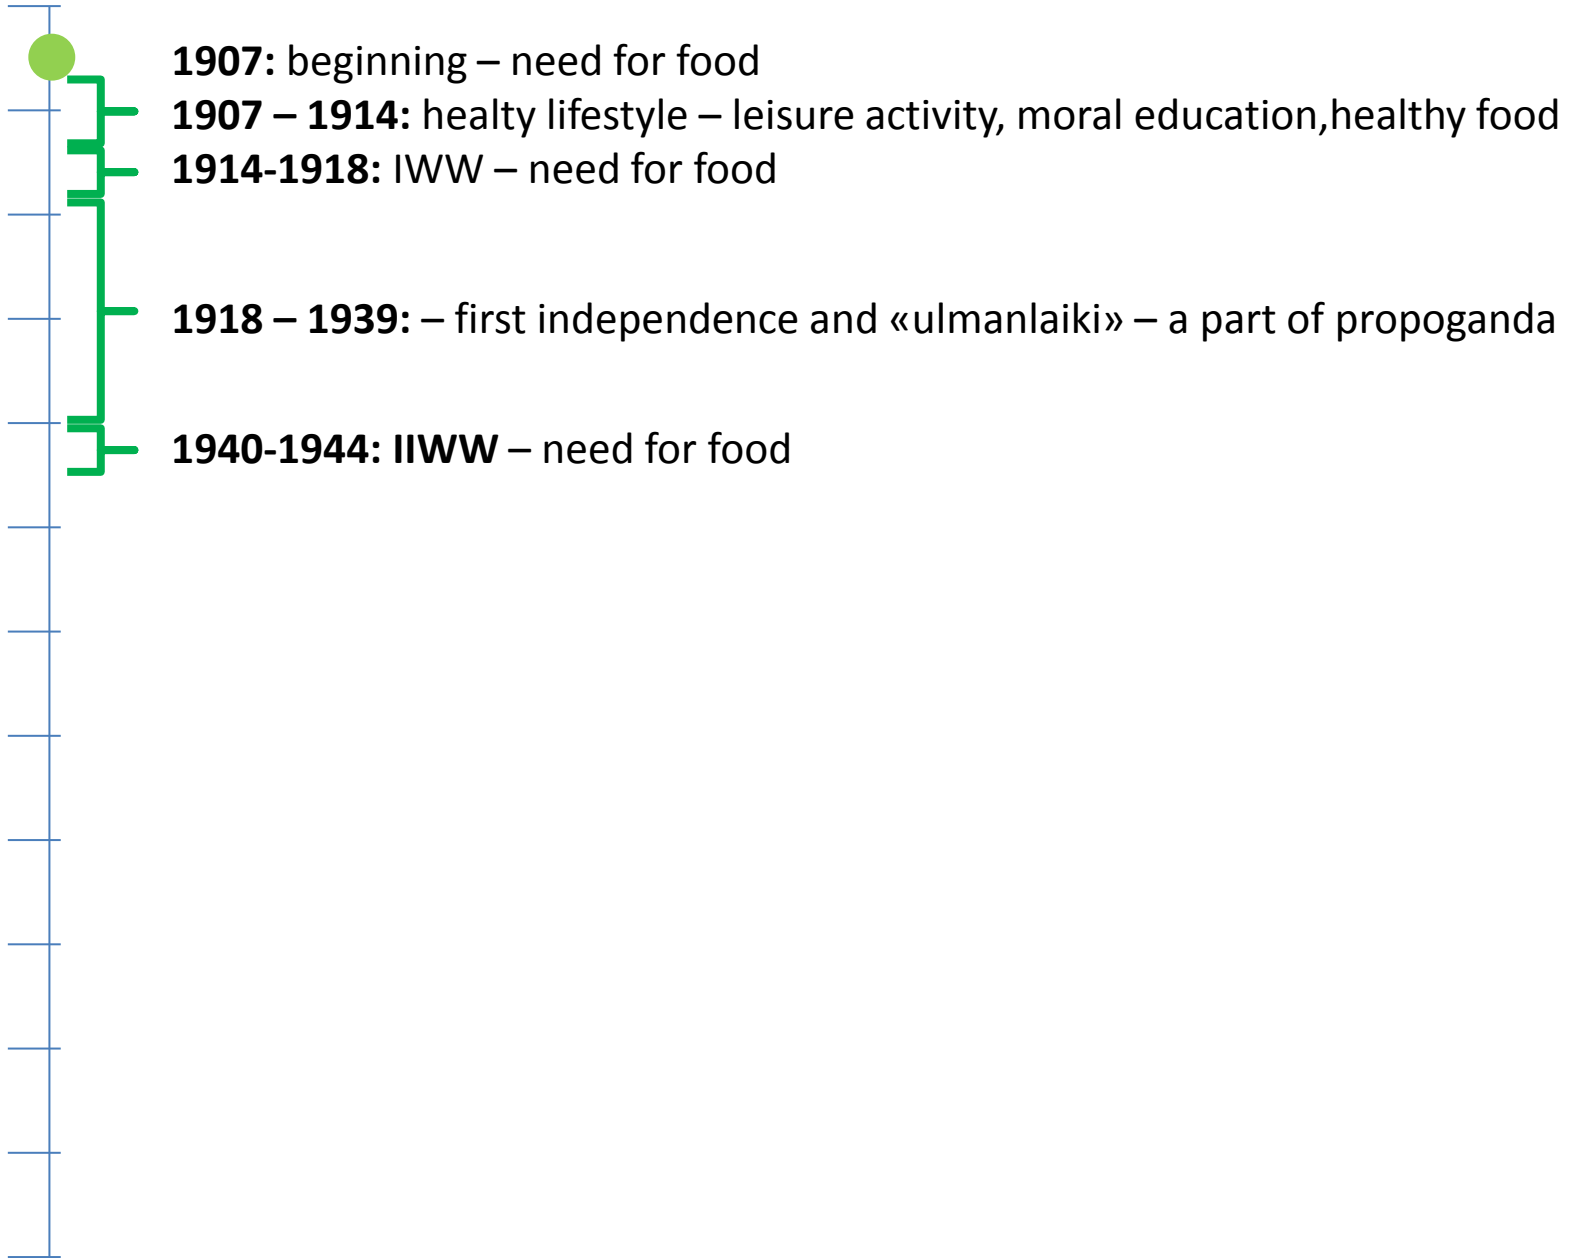 1907: beginning – need for food
1907 – 1914: healty lifestyle – leisure activity, moral education,healthy food
1914-1918: IWW – need for food
1918 – 1939: – first independence and «ulmanlaiki» – a part of propoganda
1940-1944: IIWW – need for food